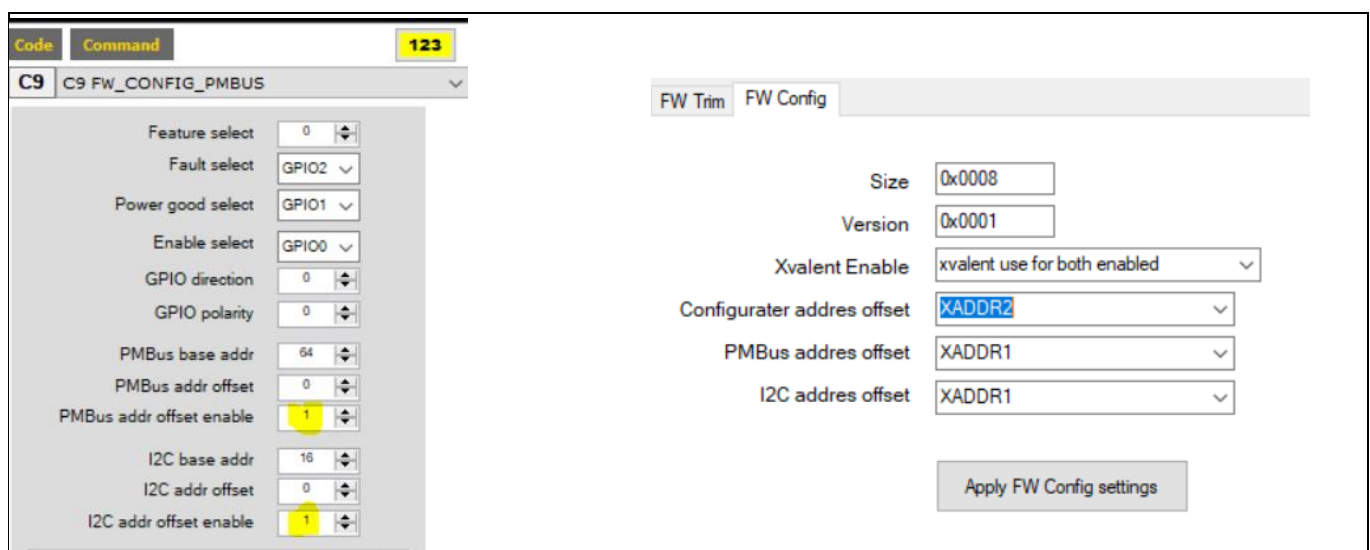 Code Command 123
C9 C9 FW_CONFIG_PMBUS
Feature select 0
Fault select GPIO2
Power good select GPIO1
Enable select GPIO0
GPIO direction 0
GPIO polarity 0
PMBus base addr 64
PMBus addr offset 0
PMBus addr offset enable 1
I2C base addr 16
I2C addr offset 0
I2C addr offset enable 1
FW Trim FW Config
Size 0x0008
Version 0x0001
Xvalent Enable xvalent use for both enabled
Configurater addres offset XADDR2
PMBus addres offset XADDR1
I2C addres offset XADDR1
Apply FW Config settings